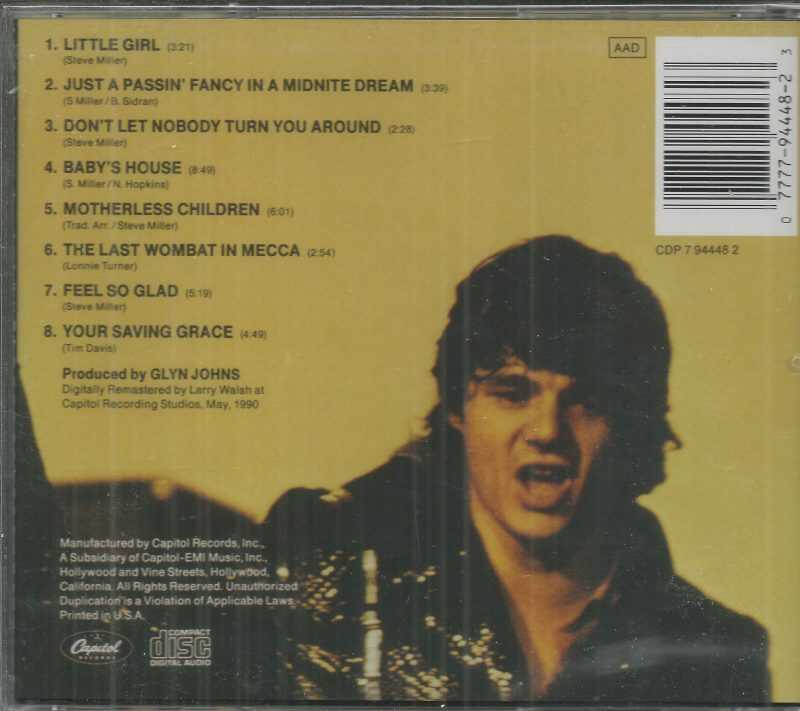 1. LITTLE GIRL (3:21)
(Steve Miller)
2. JUST A PASSIN' FANCY IN A MIDNITE DREAM (3:39)
(S Miller / B. Sidran)
3. DON'T LET NOBODY TURN YOU AROUND (2:28)
(Steve Miller)
4. BABY'S HOUSE (8:49)
(S. Miller / N. Hopkins)
5. MOTHERLESS CHILDREN (6:01)
(Trad. Arr. / Steve Miller)
6. THE LAST WOMBAT IN MECCA (2:54)
(Lonnie Turner)
7. FEEL SO GLAD (5:19)
(Steve Miller)
8. YOUR SAVING GRACE (4:49)
(Tim Davis)
Produced by GLYN JOHNS
Digitally Remastered by Larry Walsh at
Capitol Recording Studios, May, 1990
AAD
0 7777-94448-2 3
CDP 7 94448 2
Manufactured by Capitol Records, Inc.,
A Subsidiary of Capitol-EMI Music, Inc.,
Hollywood and Vine Streets, Hollywood,
California. All Rights Reserved. Unauthorized
Duplication is a Violation of Applicable Laws
Printed in U.S.A.
Capitol
RECORDS
COMPACT
disc
DIGITAL AUDIO